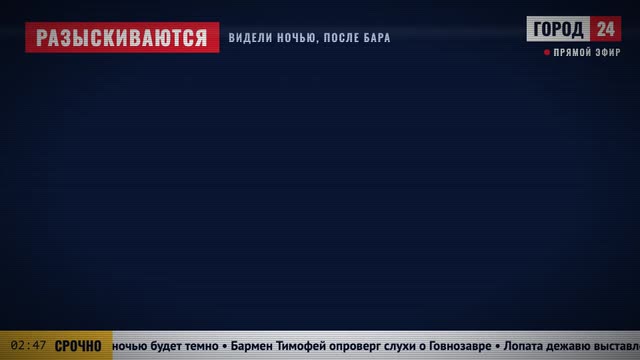 РАЗЫСКИВАЮТСЯ
ВИДЕЛИ НОЧЬЮ, ПОСЛЕ БАРА
ГОРОД 24
ПРЯМОЙ ЭФИР
02:47 СРОЧНО ночью будет темно • Бармен Тимофей опроверг слухи о Говнозавре • Лопата дежавю выставл